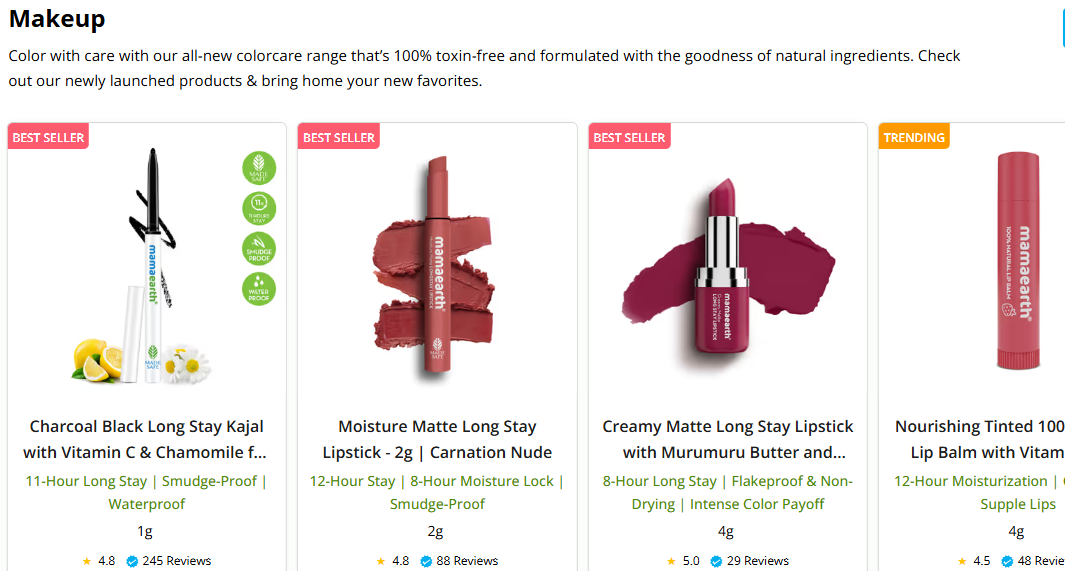 Makeup
Color with care with our all-new colorcare range that’s 100% toxin-free and formulated with the goodness of natural ingredients. Check
out our newly launched products & bring home your new favorites.
BEST SELLER
MADE
SAFE
11
HOURS
STAY
SMUDGE
PROOF
WATER
PROOF
mamaearth
MADE
SAFE
Charcoal Black Long Stay Kajal
with Vitamin C & Chamomile f...
11-Hour Long Stay | Smudge-Proof |
Waterproof
1g
4.8 245 Reviews
BEST SELLER
mamaearth
MADE
SAFE
Moisture Matte Long Stay
Lipstick - 2g | Carnation Nude
12-Hour Stay | 8-Hour Moisture Lock |
Smudge-Proof
2g
4.8 88 Reviews
BEST SELLER
mamaearth
LONG STAY LIPSTICK
Creamy Matte Long Stay Lipstick
with Murumuru Butter and...
8-Hour Long Stay | Flakeproof & Non-
Drying | Intense Color Payoff
4g
5.0 29 Reviews
TRENDING
mamaearth
100% NATURAL LIP BALM
Nourishing Tinted 100
Lip Balm with Vitam
12-Hour Moisturization |
Supple Lips
4g
4.5 48 Revie